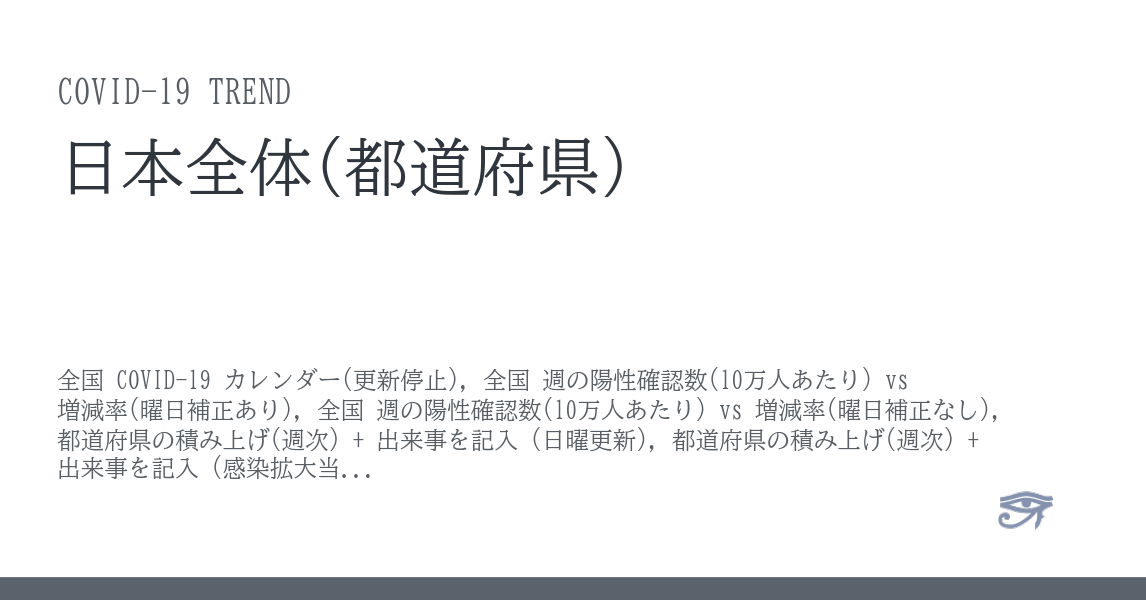 COVID-19 TREND
日本全体(都道府県)
全国 COVID-19 カレンダー(更新停止), 全国 週の陽性確認数(10万人あたり) vs
増減率(曜日補正あり), 全国 週の陽性確認数(10万人あたり) vs 増減率(曜日補正なし),
都道府県の積み上げ(週次) + 出来事を記入 (日曜更新), 都道府県の積み上げ(週次) +
出来事を記入 (感染拡大当...